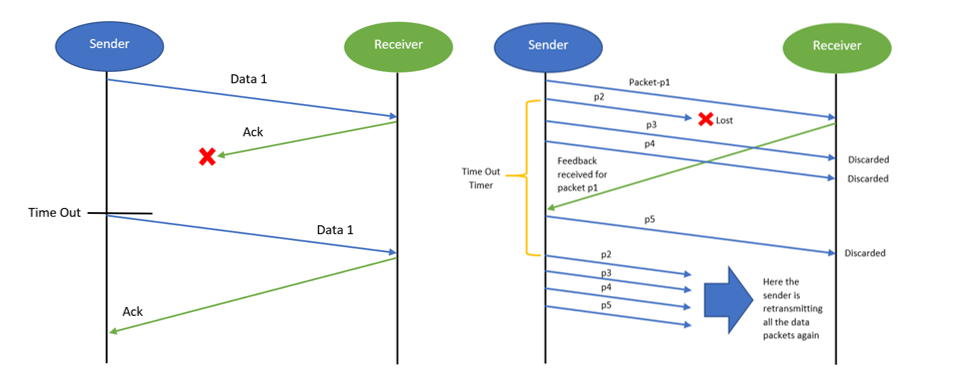 Sender
Receiver
Data 1
Ack
Time Out
Data 1
Ack
Sender
Receiver
Packet-p1
p2
Lost
p3
p4
Discarded
Discarded
Feedback
received for
packet p1
Time Out
Timer
p5
Discarded
p2
p3
p4
p5
Here the
sender is
retransmitting
all the data
packets again